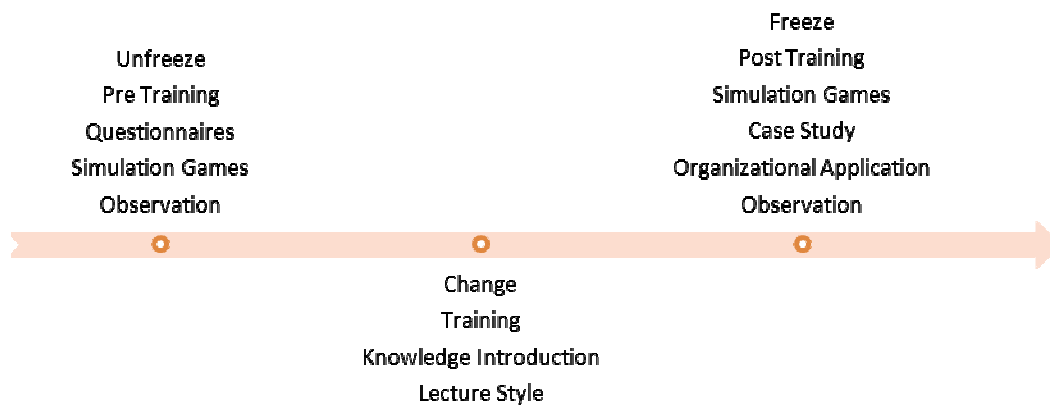 Unfreeze
Pre Training
Questionnaires
Simulation Games
Observation
Change
Training
Knowledge Introduction
Lecture Style
Freeze
Post Training
Simulation Games
Case Study
Organizational Application
Observation